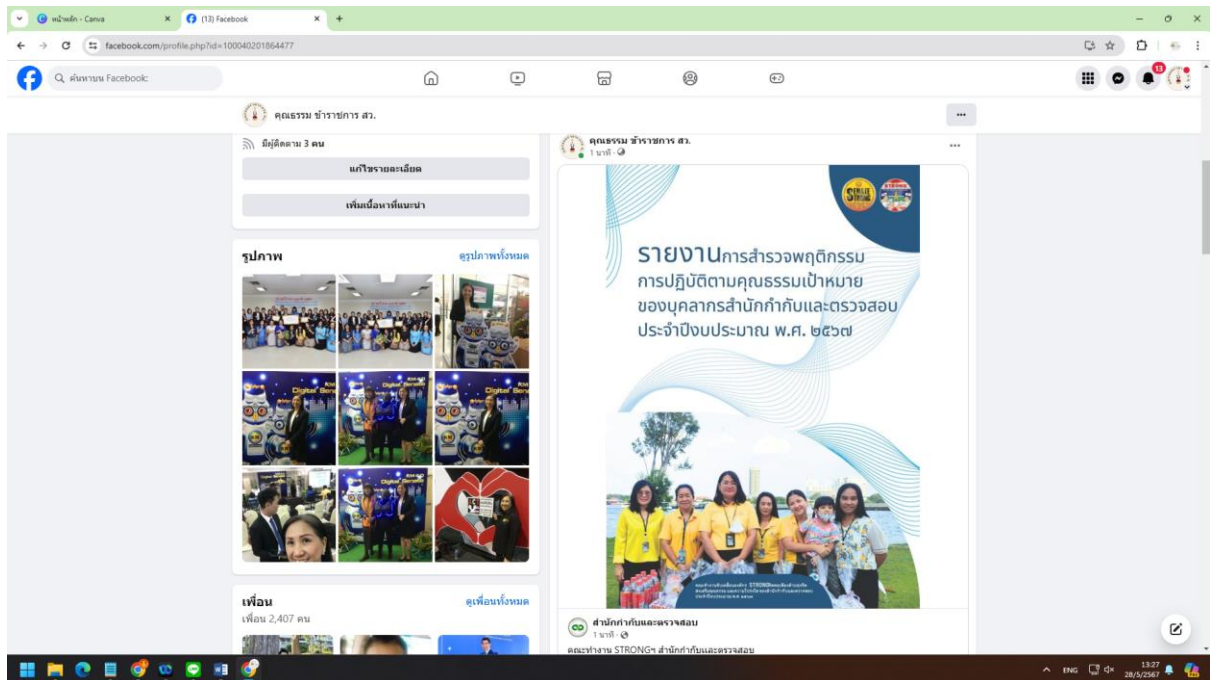 หน้าหลัก - Canva
(13) Facebook
facebook.com/profile.php?id=100040201864477
ค้นหาบน Facebook
13
คุณธรรม ข้าราชการ สว.
มีผู้ติดตาม 3 คน
แก้ไขรายละเอียด
เพิ่มเนื้อหาที่แนะนำ
รูปภาพ
ดูรูปภาพทั้งหมด
เพื่อน
ดูเพื่อนทั้งหมด
เพื่อน 2,407 คน
คุณธรรม ข้าราชการ สว.
1 นาที
STRONG
รายงานการสำรวจพฤติกรรม
การปฏิบัติตามคุณธรรมเป้าหมาย
ของบุคลากรสำนักกำกับและตรวจสอบ
ประจำปีงบประมาณ พ.ศ. ๒๕๖๗
สำนักกำกับและตรวจสอบ
1 นาที
คณะทำงาน STRONGฯ สำนักกำกับและตรวจสอบ
ENG
13:27
28/5/2567